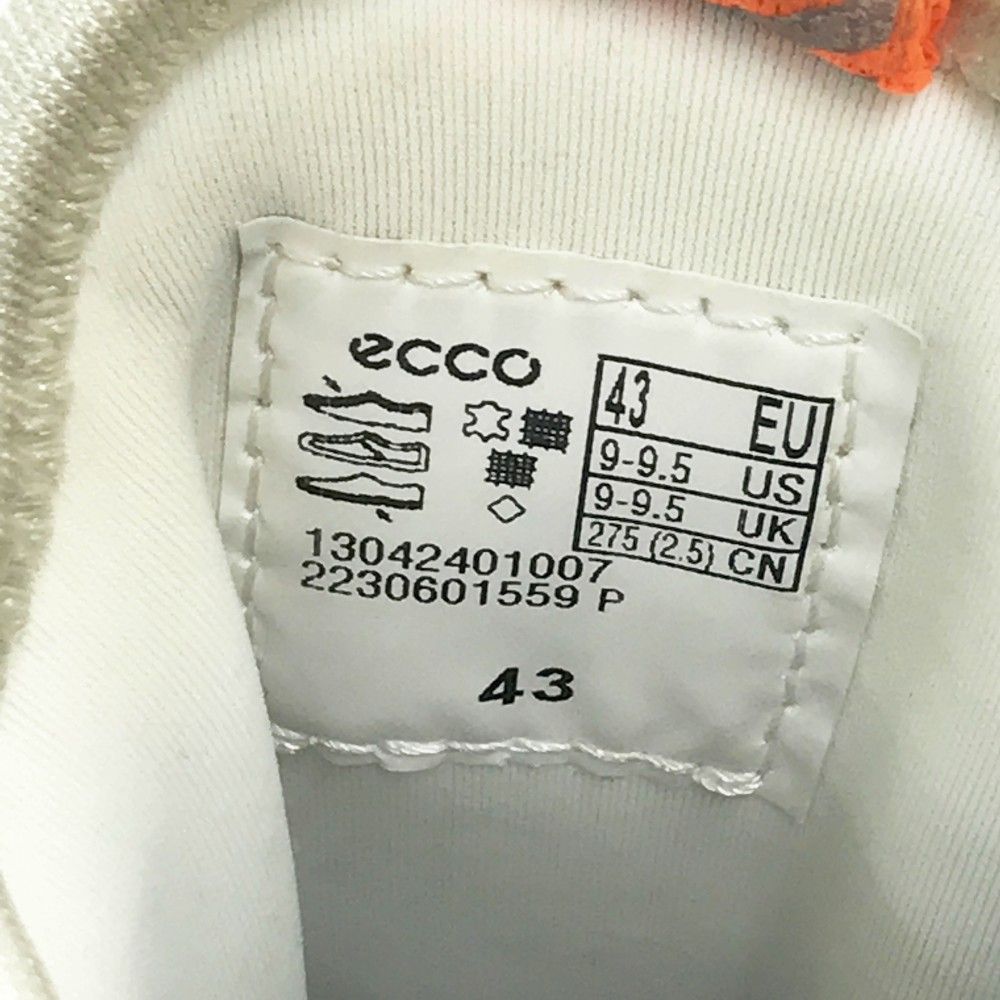 ecco
43 EU
9-9.5 US
9-9.5 UK
275 (2.5) CN
13042401007
2230601559 P
43